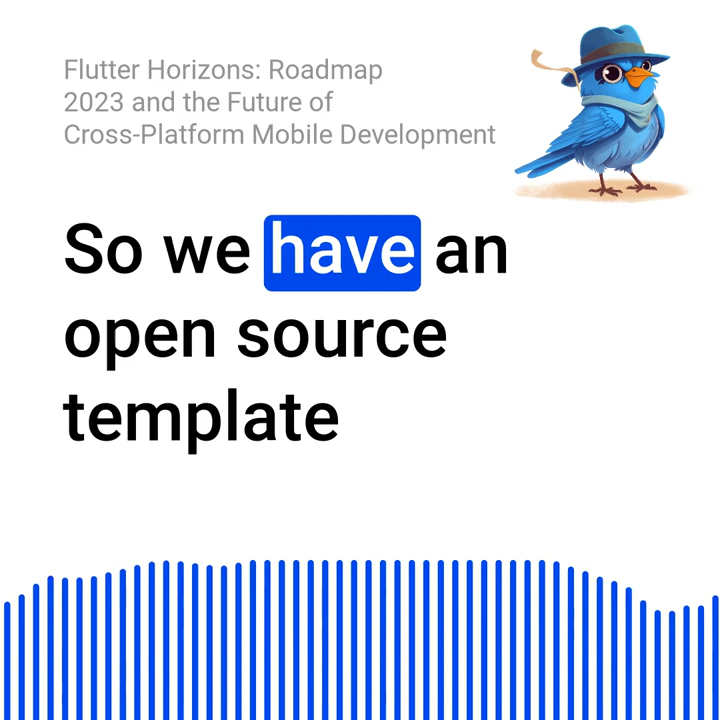 Flutter Horizons: Roadmap
2023 and the Future of
Cross-Platform Mobile Development
So we have an
open source
template